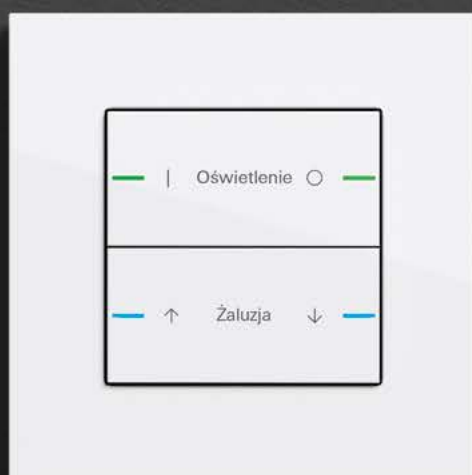 | Oświetlenie ○
↑ Żaluzja ↓